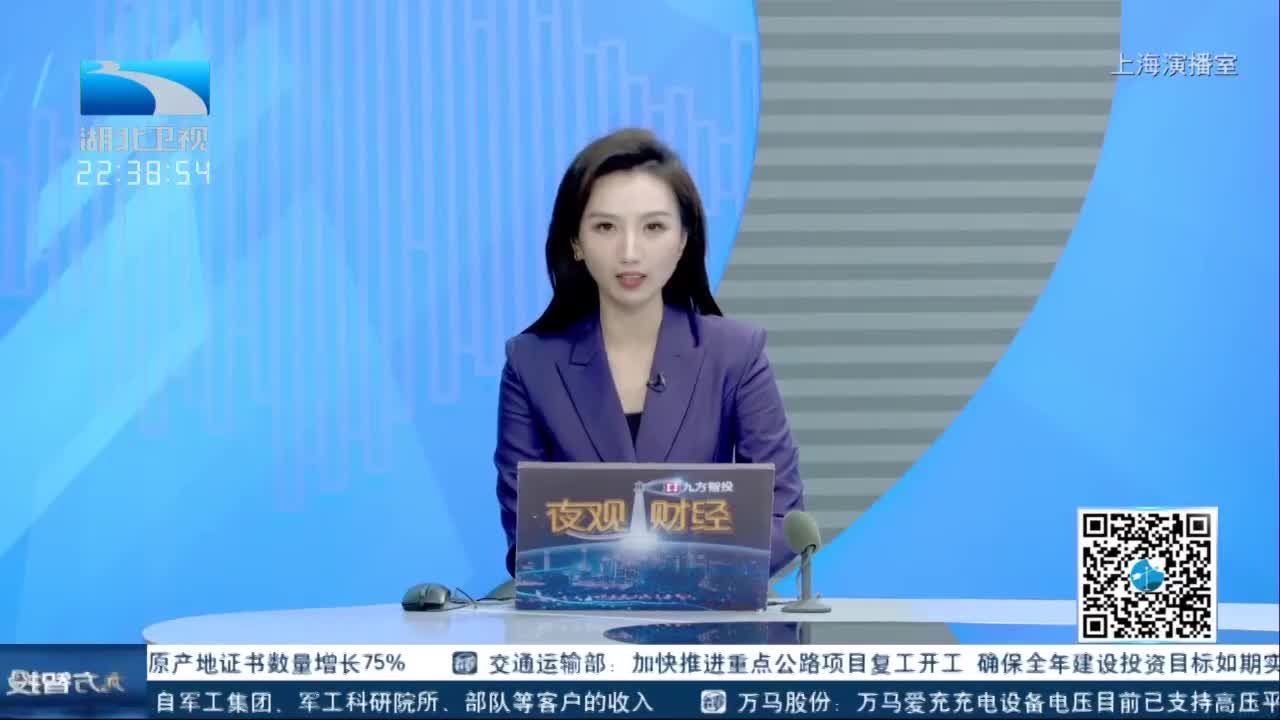 上海演播室
湖北卫视
22:38:54
九方智投
夜观财经
九方智投
原产地证书数量增长75% 交通运输部：加快推进重点公路项目复工开工 确保全年建设投资目标如期实
自军工集团、军工科研院所、部队等客户的收入 万马股份：万马爱充充电设备电压目前已支持高压平